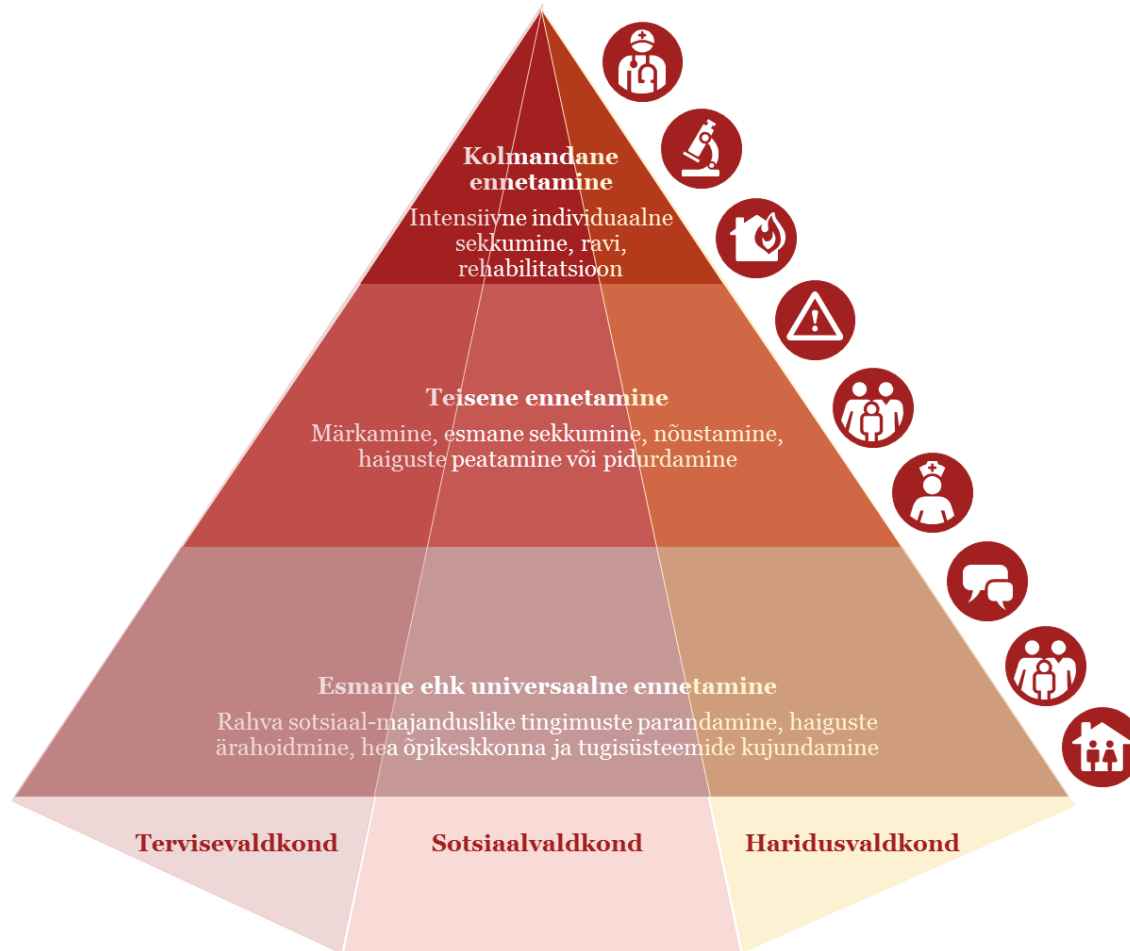 Kolmandane
ennetamine
Intensiivne individuaalne
sekkumine, ravi,
rehabilitatsioon
Teisene ennetamine
Märkamine, esmane sekkumine, nõustamine,
haiguste peatamine või pidurdamine
Esmane ehk universaalne ennetamine
Rahva sotsiaal-majanduslike tingimuste parandamine, haiguste
ärahoidmine, hea õpikeskkonna ja tugisüsteemide kujundamine
Tervisevaldkond
Sotsiaalvaldkond
Haridusvaldkond